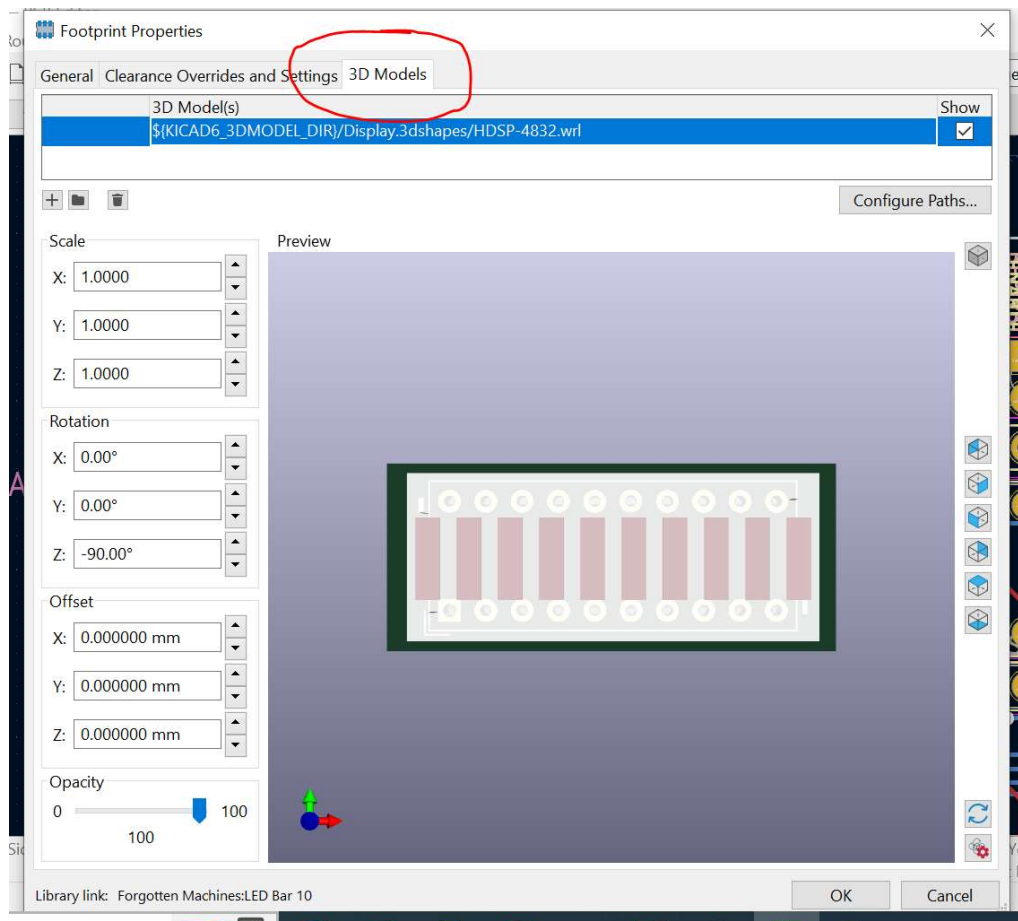 Footprint Properties
General Clearance Overrides and Settings 3D Models
3D Model(s) Show
${KICAD6_3DMODEL_DIR}/Display.3dshapes/HDSP-4832.wrl
Configure Paths...
Scale
Preview
X: 1.0000
Y: 1.0000
Z: 1.0000
Rotation
X: 0.00°
Y: 0.00°
Z: -90.00°
Offset
X: 0.000000 mm
Y: 0.000000 mm
Z: 0.000000 mm
Opacity
0 100
100
Library link: Forgotten Machines:LED Bar 10
OK Cancel